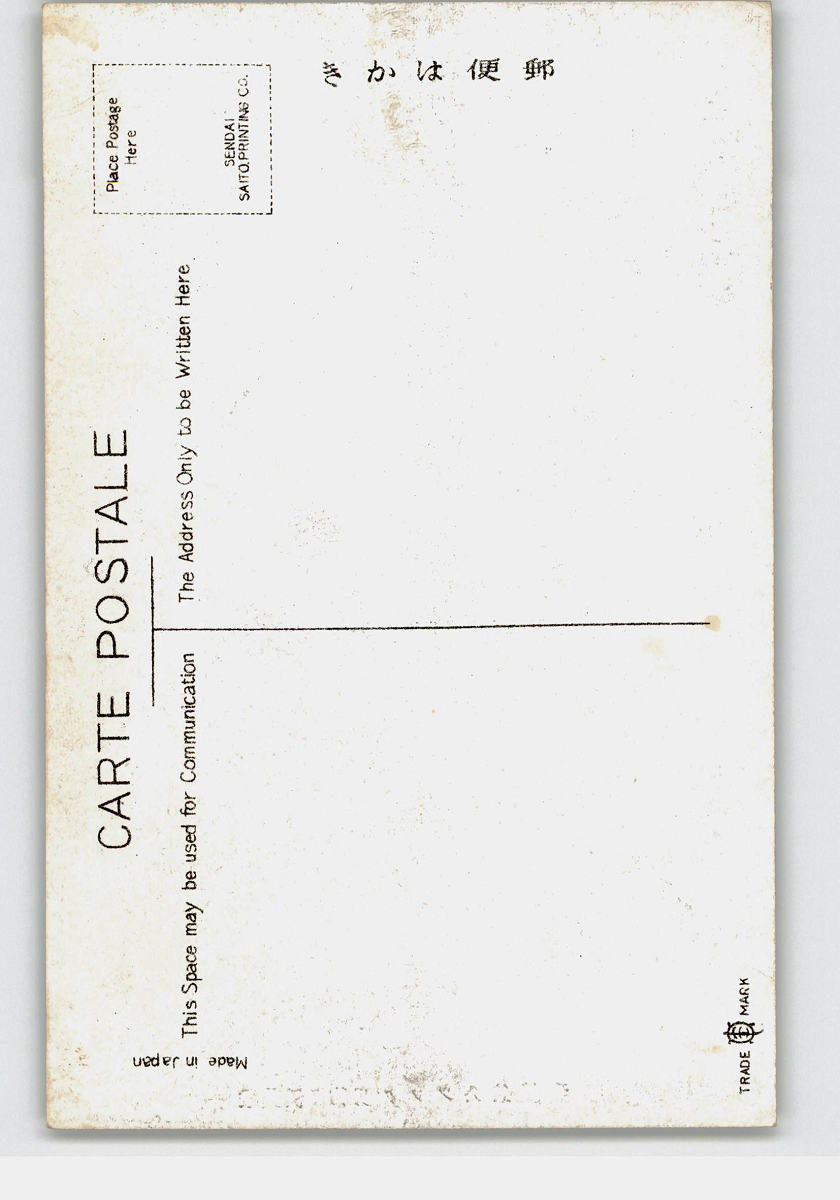 郵便はかき
Place Postage
Here
SENDAI
SAITO.PRINTING CO.
CARTE POSTALE
This Space may be used for Communication
The Address Only to be Written Here
Made in Japan
TRADE MARK